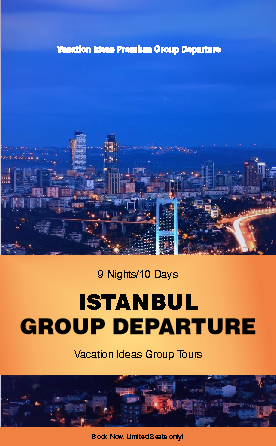 Vacation Ideas Premium Group Departure
9 Nights/10 Days
ISTANBUL
GROUP DEPARTURE
Vacation Ideas Group Tours
Book Now. Limited Seats only!